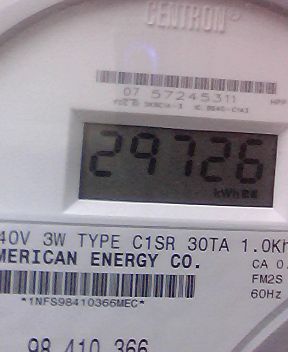 CENTRON
07 57245311
29726
kWh
40V 3W TYPE C1SR 30TA 1.0Kh
MERICAN ENERGY CO.
CA 0.
FM2S
60Hz
*1NFS98410366MEC*
98 410 366